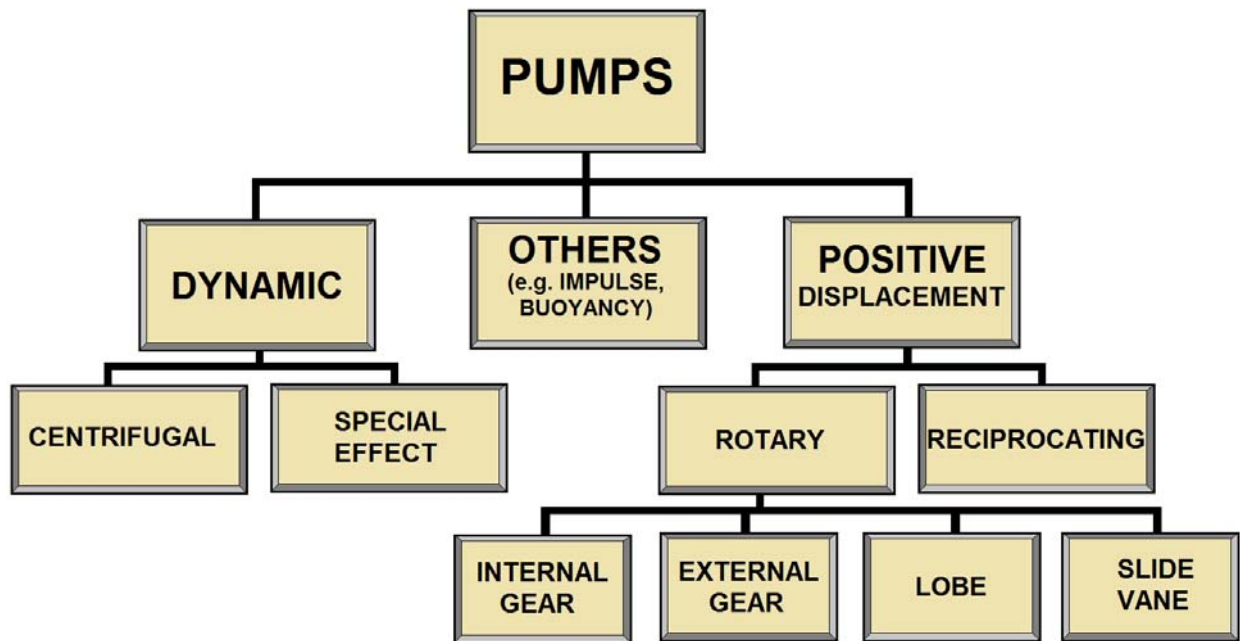 PUMPS
DYNAMIC
OTHERS
(e.g. IMPULSE,
BUOYANCY)
POSITIVE
DISPLACEMENT
CENTRIFUGAL
SPECIAL
EFFECT
ROTARY
RECIPROCATING
INTERNAL
GEAR
EXTERNAL
GEAR
LOBE
SLIDE
VANE